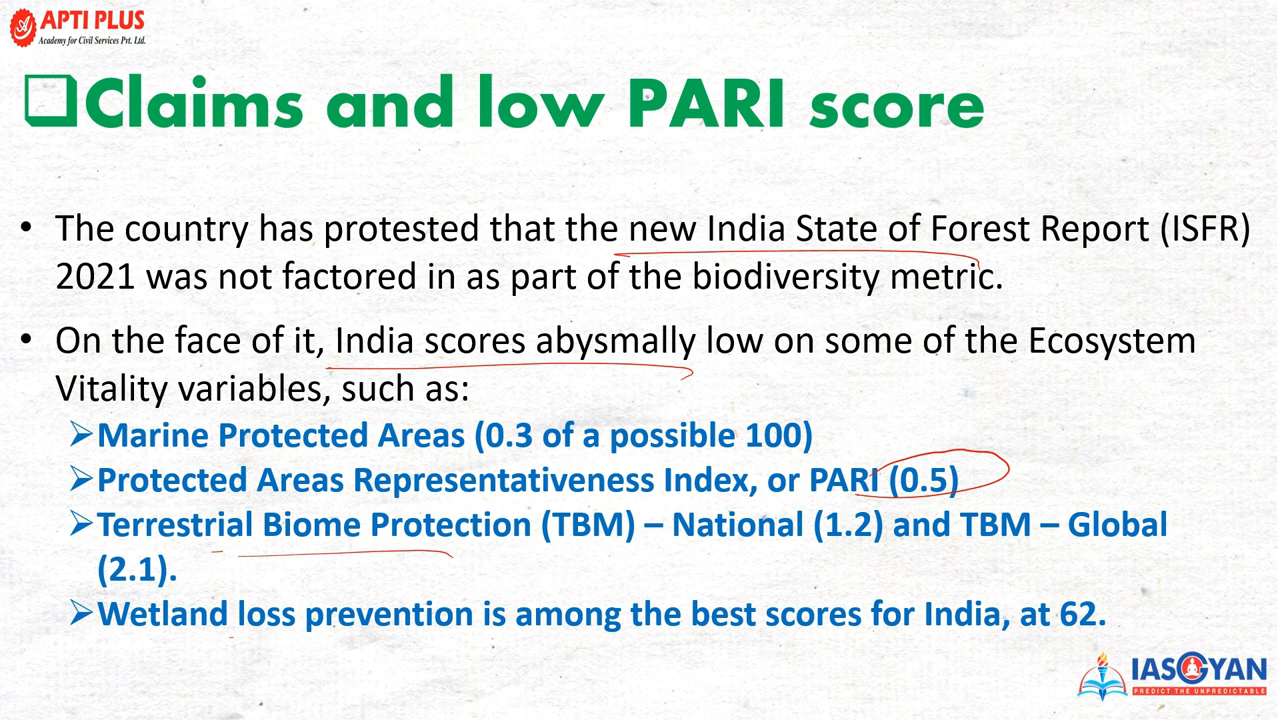 APTI PLUS
Academy for Civil Services Pvt. Ltd.
❑Claims and low PARI score
• The country has protested that the new India State of Forest Report (ISFR)
2021 was not factored in as part of the biodiversity metric.
• On the face of it, India scores abysmally low on some of the Ecosystem
Vitality variables, such as:
➢Marine Protected Areas (0.3 of a possible 100)
➢Protected Areas Representativeness Index, or PARI (0.5)
➢Terrestrial Biome Protection (TBM) – National (1.2) and TBM – Global
(2.1).
➢Wetland loss prevention is among the best scores for India, at 62.
IASGYAN
PREDICT THE UNPREDICTABLE